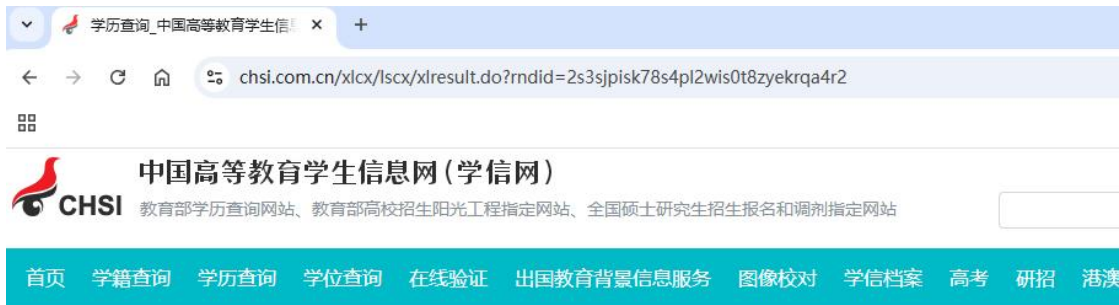 学历查询_中国高等教育学生信
chsi.com.cn/xlcx/lscx/xlresult.do?rndid=2s3sjpisk78s4pl2wis0t8zyekrqa4r2
中国高等教育学生信息网(学信网)
CHSI 教育部学历查询网站、教育部高校招生阳光工程指定网站、全国硕士研究生招生报名和调剂指定网站
首页 学籍查询 学历查询 学位查询 在线验证 出国教育背景信息服务 图像校对 学信档案 高考 研招 港澳